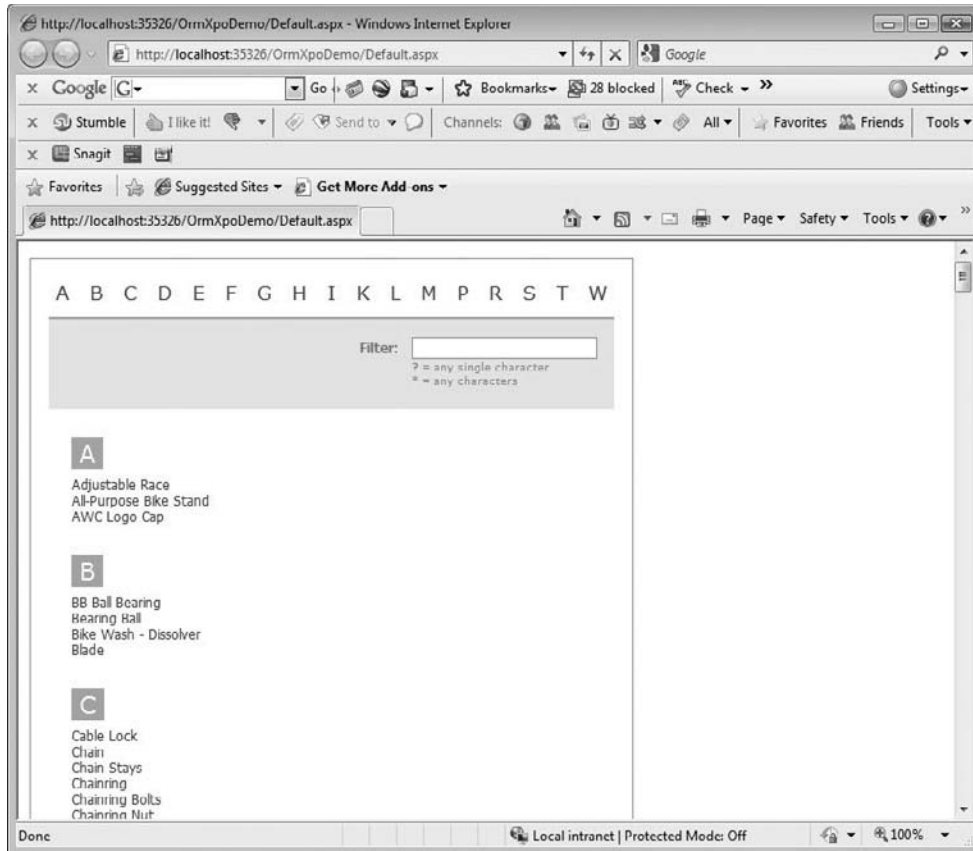 http://localhost:35326/OrmXpoDemo/Default.aspx - Windows Internet Explorer
http://localhost:35326/OrmXpoDemo/Default.aspx Google
x Google G Go Bookmarks 28 blocked Check » Settings
x Stumble I like it! Send to Channels: All Favorites Friends Tools
x Snagit
Favorites Suggested Sites Get More Add-ons
http://localhost:35326/OrmXpoDemo/Default.aspx Page Safety Tools »
A B C D E F G H I K L M P R S T W
Filter:
? = any single character
* = any characters
A
Adjustable Race
All-Purpose Bike Stand
AWC Logo Cap
B
BB Ball Bearing
Bearing Ball
Bike Wash - Dissolver
Blade
C
Cable Lock
Chain
Chain Stays
Chainring
Chainring Bolts
Chainring Nut
Done Local intranet | Protected Mode: Off 100%